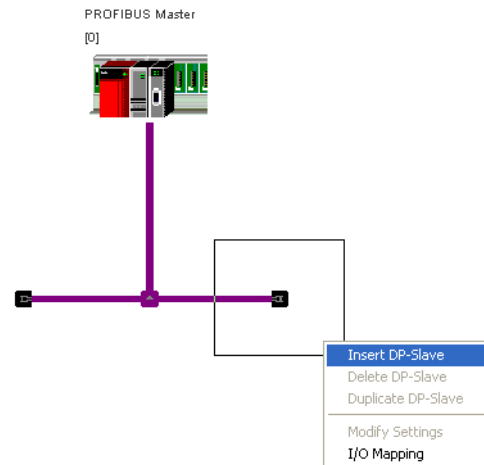 PROFIBUS Master
[0]
Insert DP-Slave
Delete DP-Slave
Duplicate DP-Slave
Modify Settings
I/O Mapping